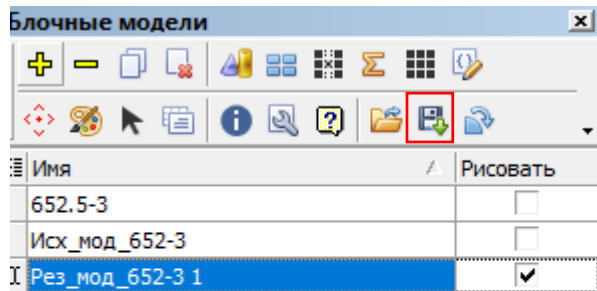 Блочные модели
Имя Рисовать
652.5-3
Исх_мод_652-3
Рез_мод_652-3 1